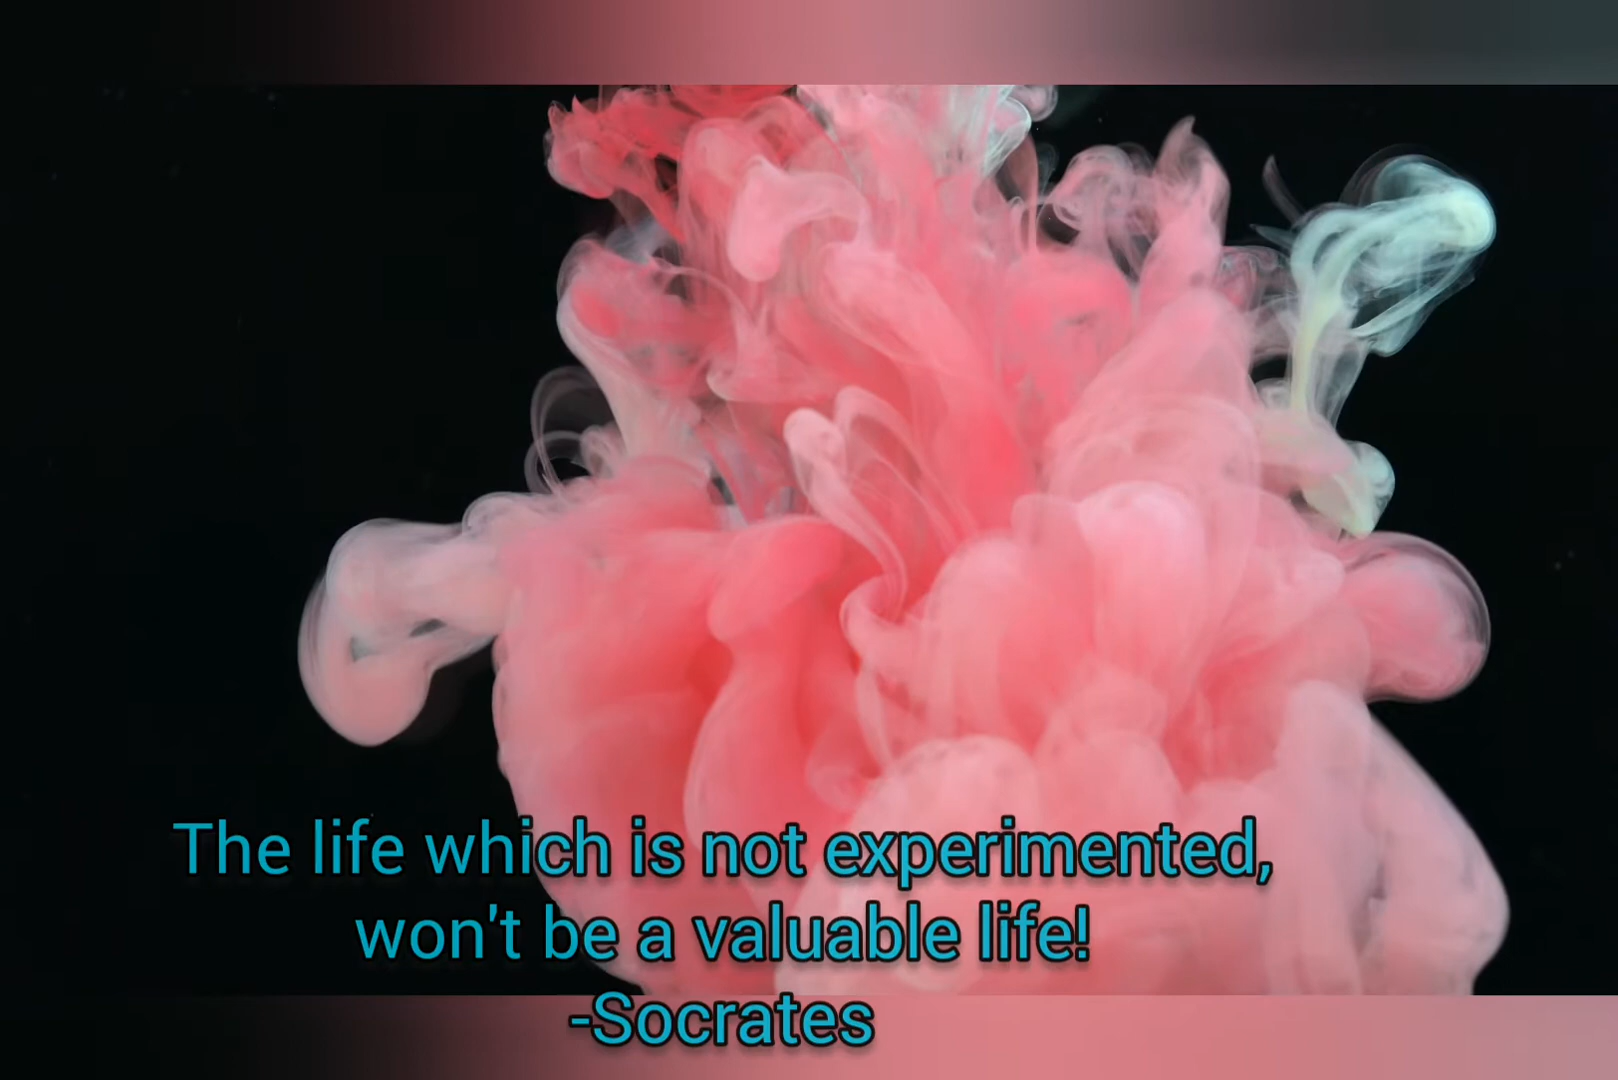 The life which is not experimented,
won't be a valuable life!
-Socrates